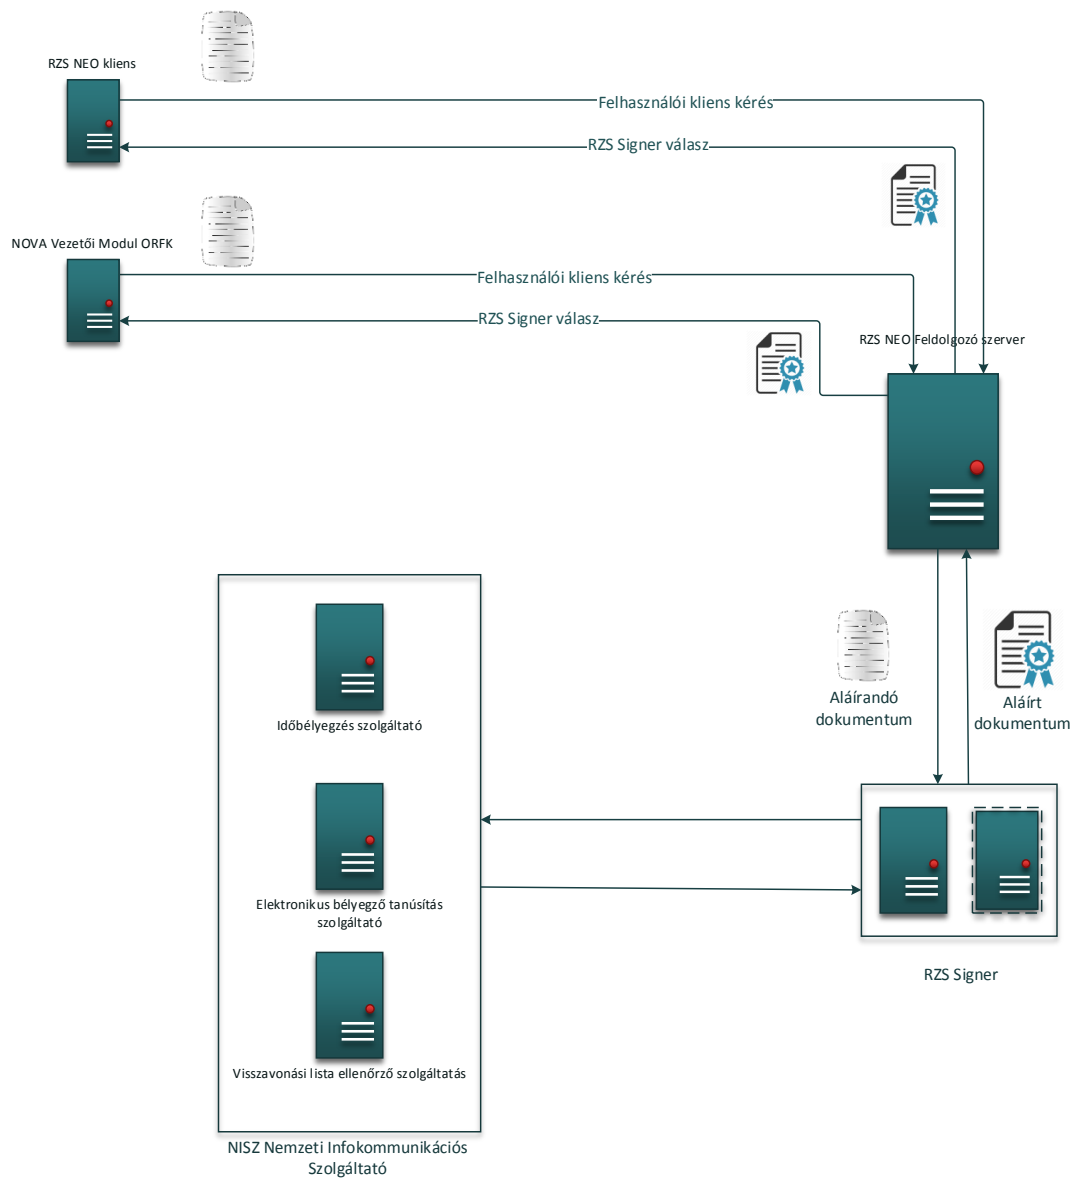 RZS NEO kliens
Felhasználói kliens kérés
RZS Signer válasz
NOVA Vezetői Modul ORFK
Felhasználói kliens kérés
RZS Signer válasz
RZS NEO Feldolgozó szerver
Aláírandó
dokumentum
Aláírt
dokumentum
Időbélyegzés szolgáltató
Elektronikus bélyegző tanúsítás
szolgáltató
RZS Signer
Visszavonási lista ellenőrző szolgáltatás
NISZ Nemzeti Infokommunikációs
Szolgáltató